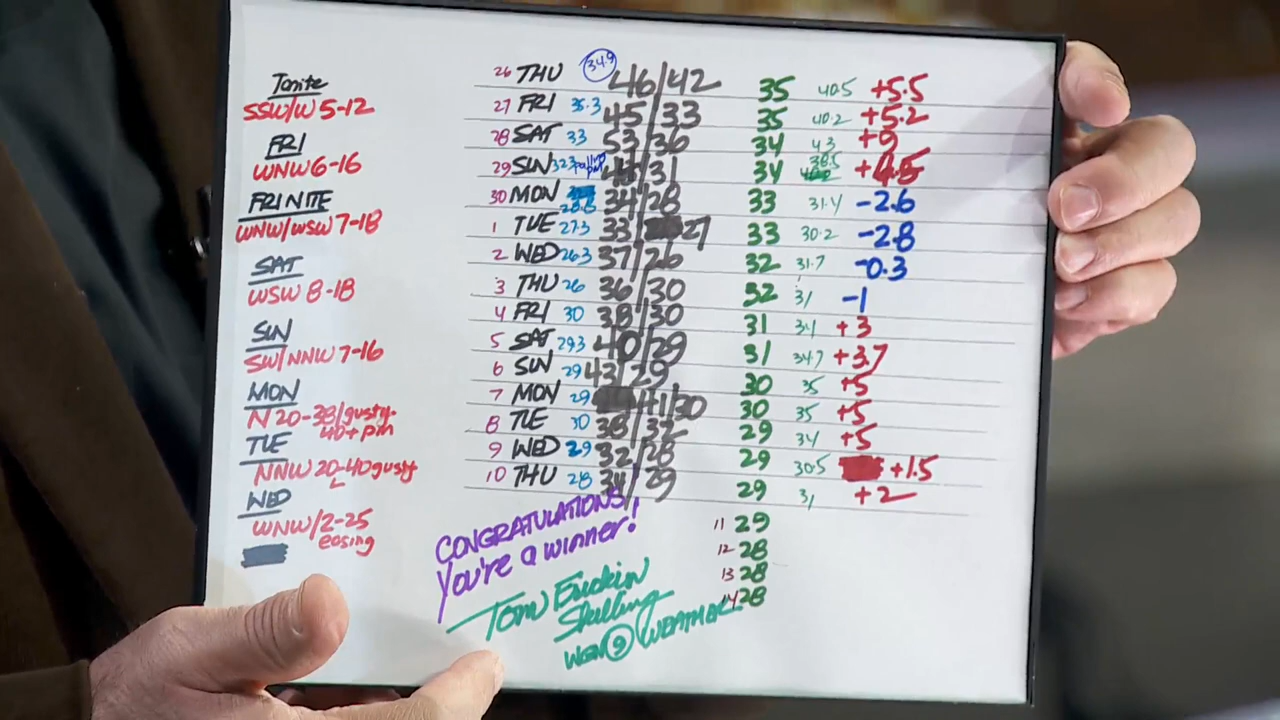 Tonite
SSW/W 5-12
FRI
WNW 6-16
FRI NITE
WNW/WSW 7-18
SAT
WSW 8-18
SUN
SW/NNW 7-16
MON
N 20-38/gusty
40+ pm
TUE
NNW 20-40 gusty
WED
WNW 12-25
easing
26 THU 34.9 46/42 35 40.5 +5.5
27 FRI 35.3 45/33 35 40.2 +5.2
28 SAT 33 53/36 34 43 +9
29 SUN 32.3 falling pm /31 34 38.5 +4.5
30 MON 28.8 34/28 33 31.4 -2.6
1 TUE 27.3 33/27 33 30.2 -2.8
2 WED 26.3 37/26 32 31.7 -0.3
3 THU 26 36/30 32 31 -1
4 FRI 30 38/30 31 34 +3
5 SAT 29.3 40/29 31 34.7 +3.7
6 SUN 29 43/29 30 35 +5
7 MON 29 41/30 30 35 +5
8 TUE 30 38/32 29 34 +5
9 WED 29 32/28 29 30.5 +1.5
10 THU 28 34/29 29 31 +2
11 29
12 28
13 28
14 28
CONGRATULATIONS!
You're a winner!
Tom
Skilling
WGN 9 WEATHER